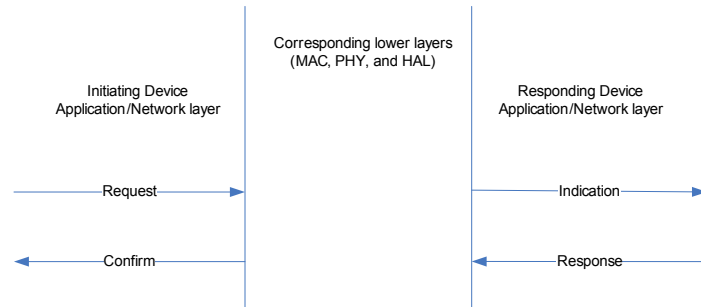 Corresponding lower layers
(MAC, PHY, and HAL)
Initiating Device
Application/Network layer
Responding Device
Application/Network layer
Request
Indication
Confirm
Response